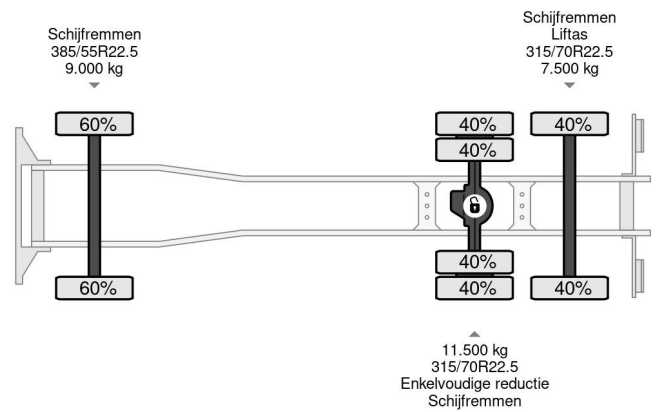 Schijfremmen
385/55R22.5
9.000 kg
Schijfremmen
Liftas
315/70R22.5
7.500 kg
60%
40%
40%
40%
40%
60%
40%
40%
11.500 kg
315/70R22.5
Enkelvoudige reductie
Schijfremmen